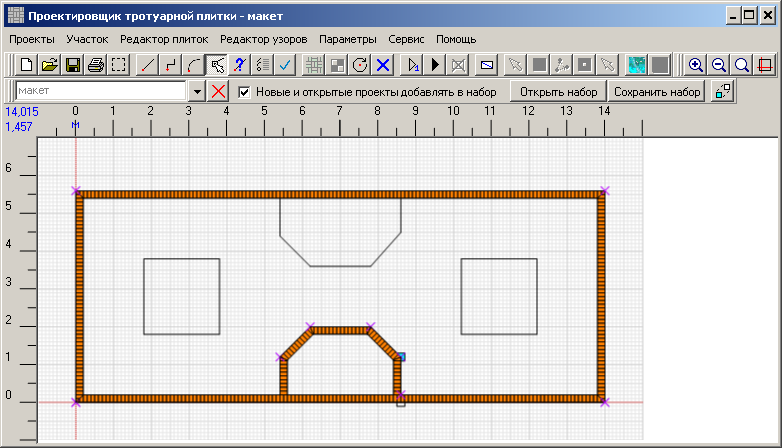 Проектировщик тротуарной плитки - макет
Проекты Участок Редактор плиток Редактор узоров Параметры Сервис Помощь
макет Новые и открытые проекты добавлять в набор Открыть набор Сохранить набор
14,015 0 1 2 3 4 5 6 7 8 9 10 11 12 13 14
1,457 м
6
5
4
3
2
1
0